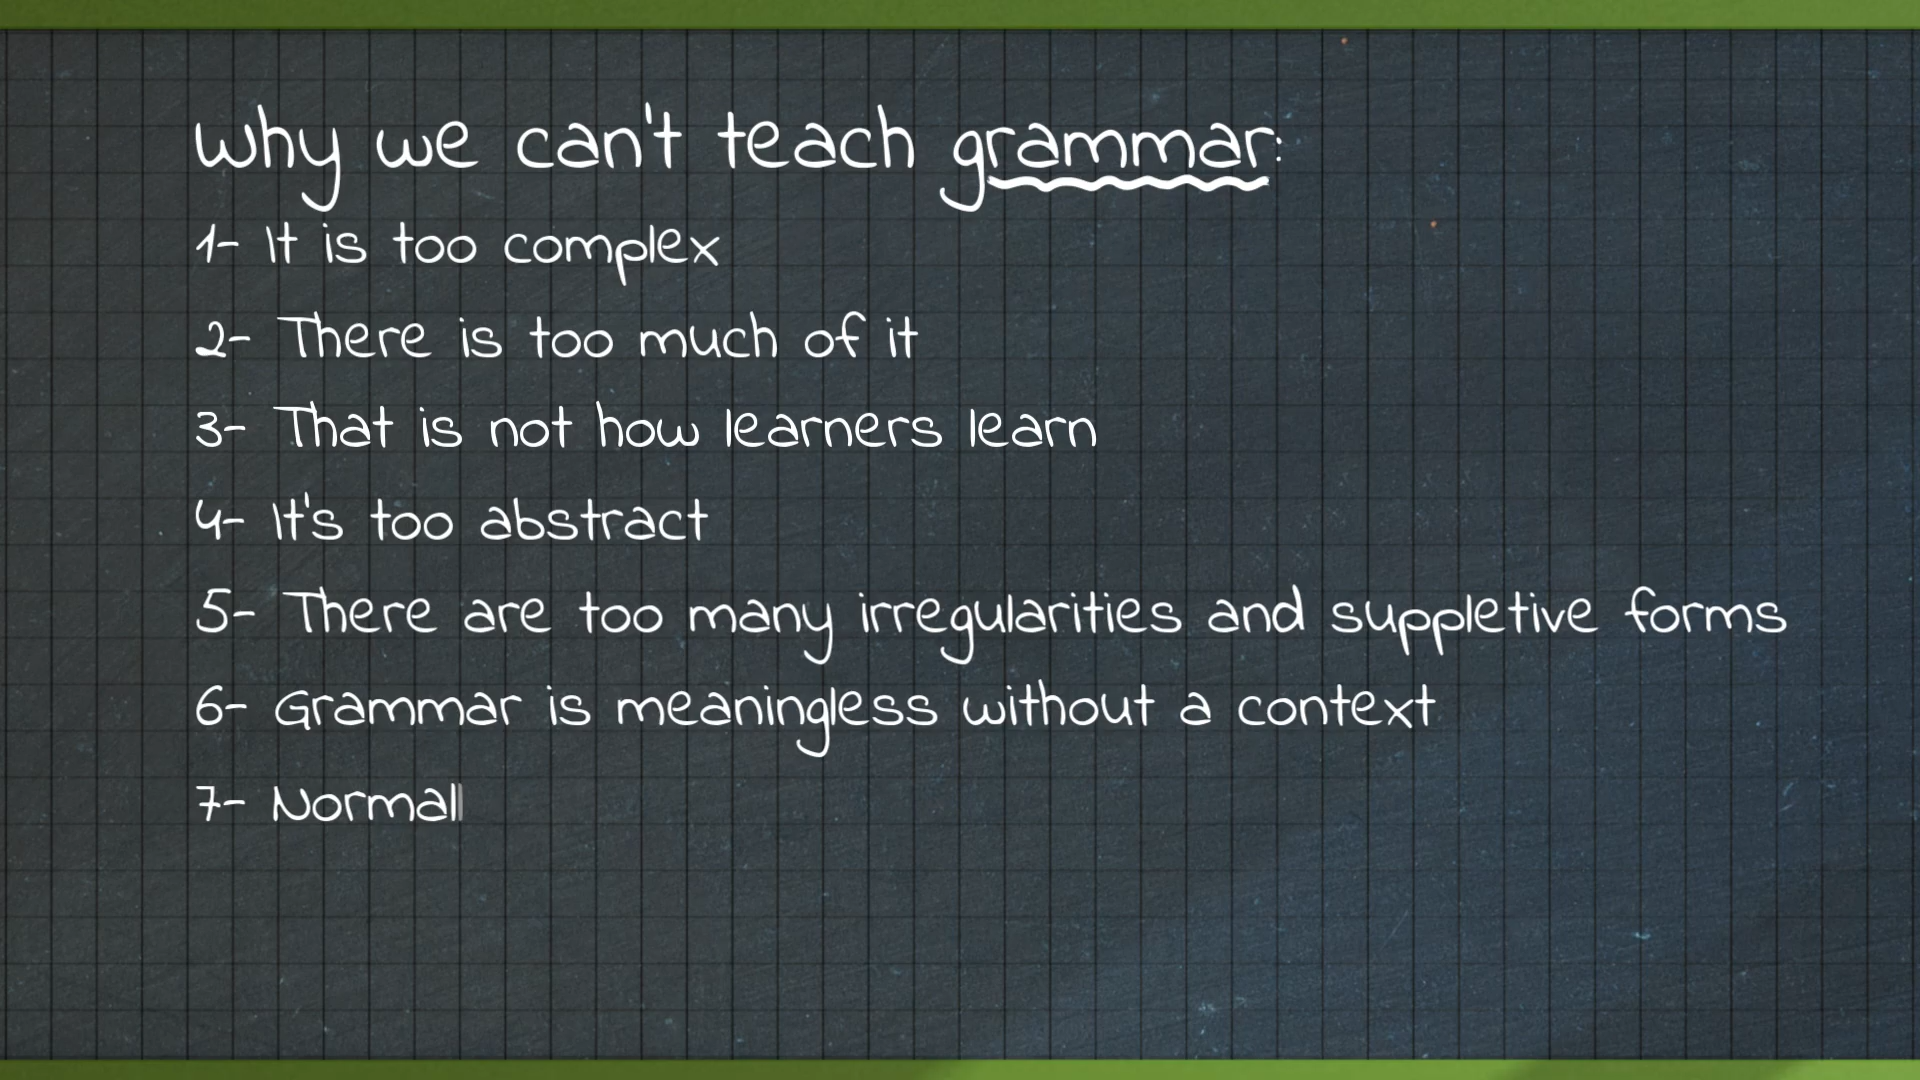 Why we can't teach grammar:
1- It is too complex
2- There is too much of it
3- That is not how learners learn
4- It's too abstract
5- There are too many irregularities and suppletive forms
6- Grammar is meaningless without a context
7- Normal